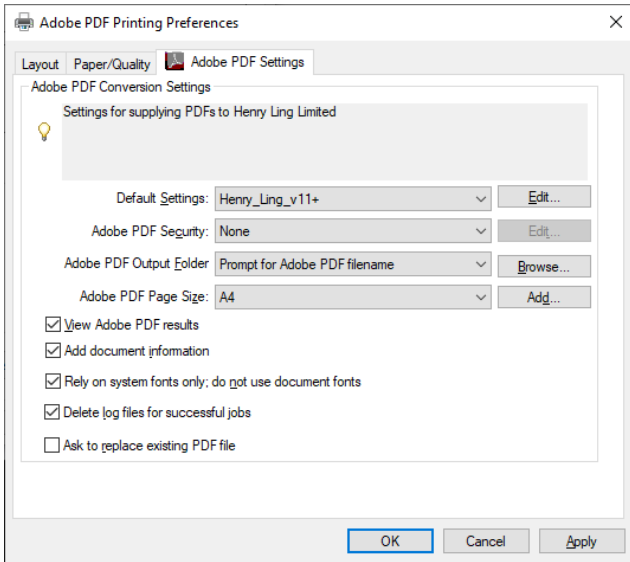 Adobe PDF Printing Preferences
Layout Paper/Quality Adobe PDF Settings
Adobe PDF Conversion Settings
Settings for supplying PDFs to Henry Ling Limited
Default Settings: Henry_Ling_v11+ Edit...
Adobe PDF Security: None Edit...
Adobe PDF Output Folder Prompt for Adobe PDF filename Browse...
Adobe PDF Page Size: A4 Add...
View Adobe PDF results
Add document information
Rely on system fonts only; do not use document fonts
Delete log files for successful jobs
Ask to replace existing PDF file
OK Cancel Apply